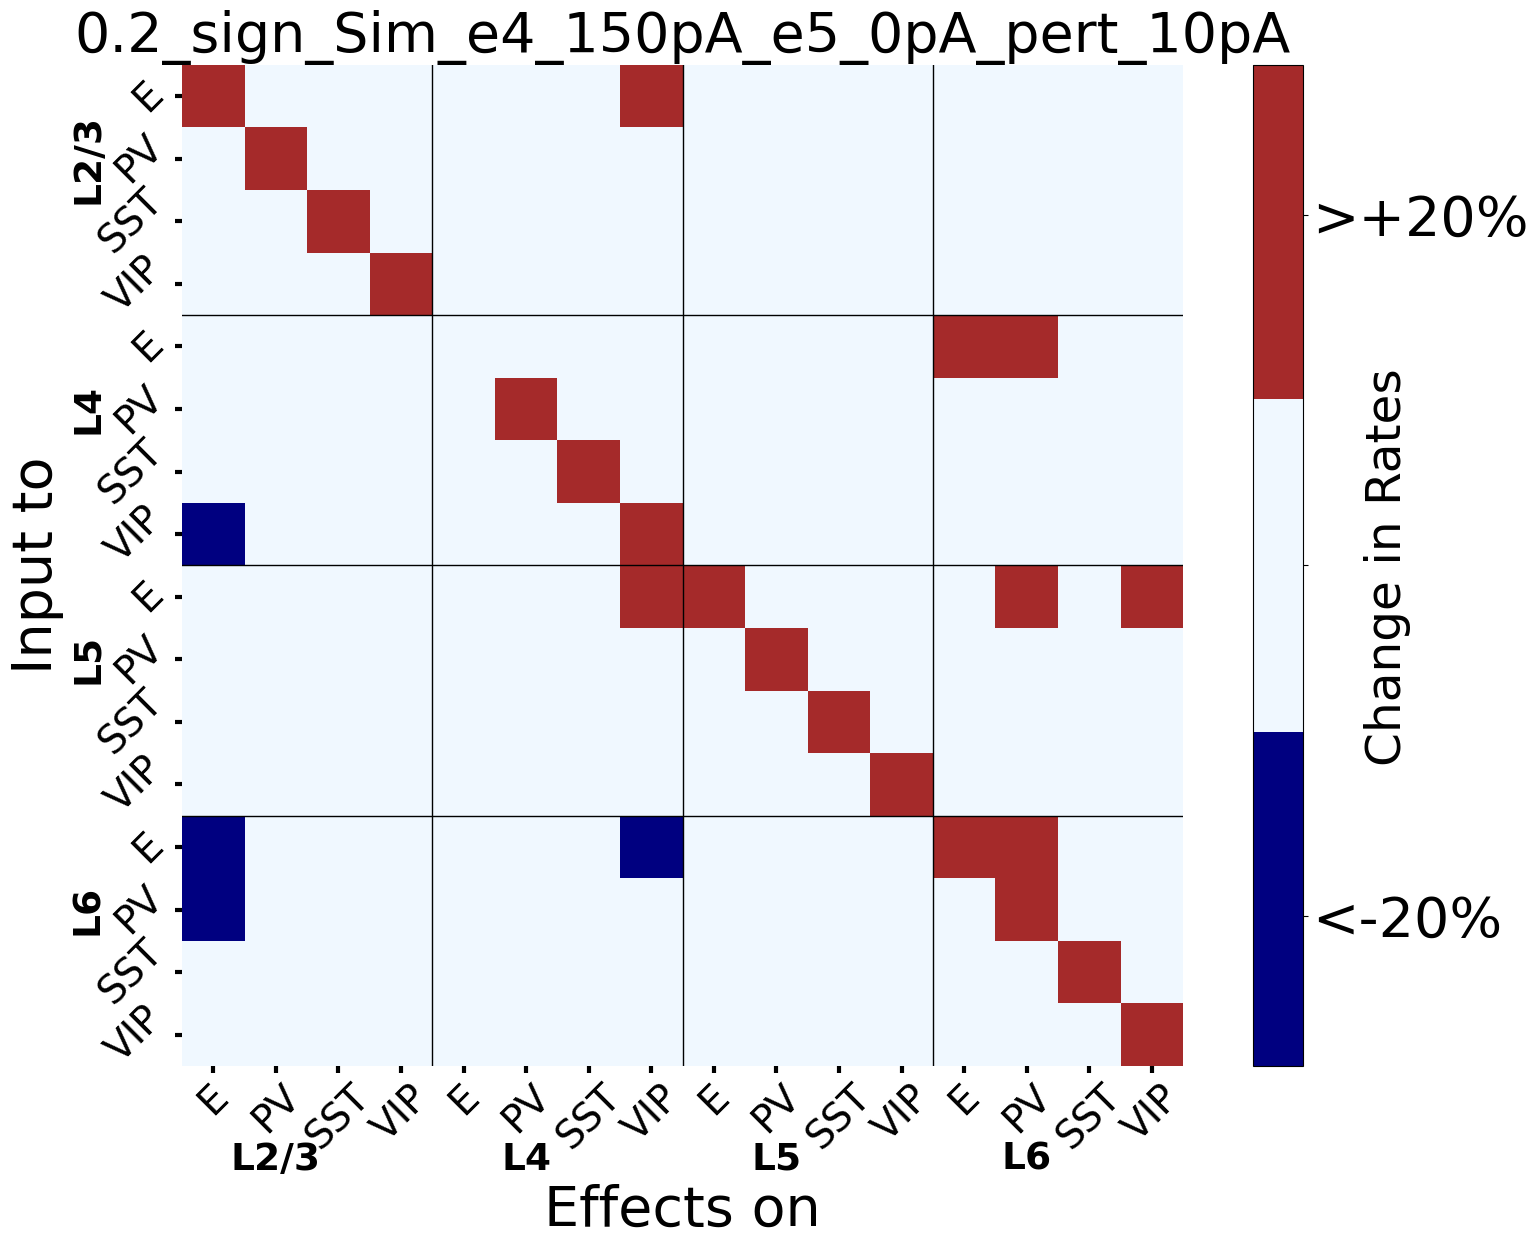 0.2_sign_Sim_e4_150pA_e5_0pA_pert_10pA
Input to
L2/3
E
PV
SST
VIP
L4
E
PV
SST
VIP
L5
E
PV
SST
VIP
L6
E
PV
SST
VIP
E PV SST VIP E PV SST VIP E PV SST VIP E PV SST VIP
L2/3 L4 L5 L6
Effects on
>+20%
<-20%
Change in Rates